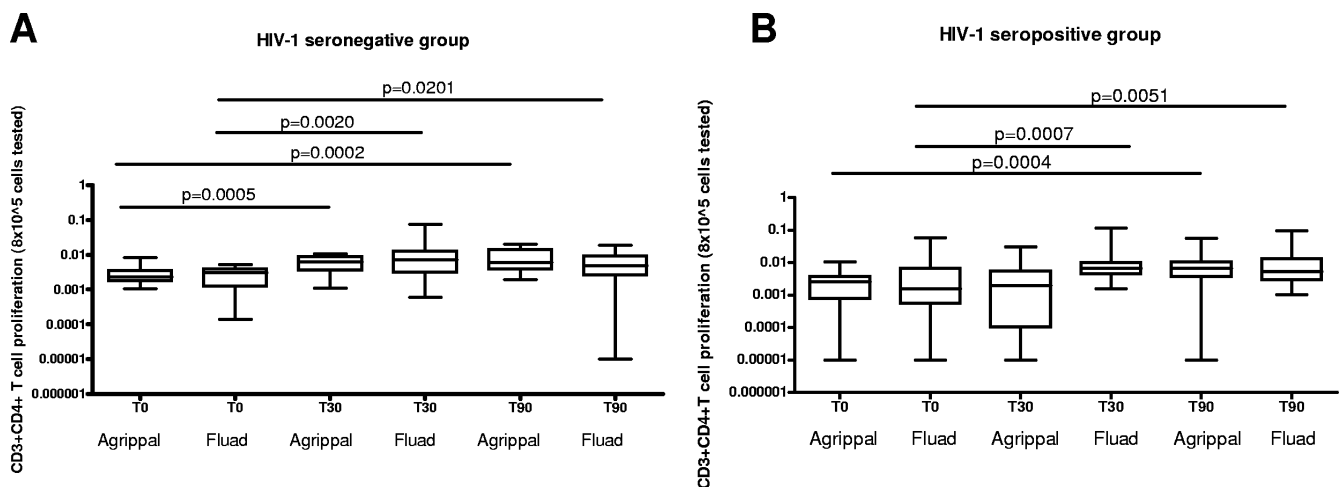 A
HIV-1 seronegative group
CD3+CD4+ T cell proliferation (8x10^5 cells tested)
p=0.0201
p=0.0020
p=0.0002
p=0.0005
1
0.1
0.01
0.001
0.0001
0.00001
0.000001
T0 T0 T30 T30 T90 T90
Agrippal Fluad Agrippal Fluad Agrippal Fluad
B
HIV-1 seropositive group
CD3+CD4+T cell proliferation (8x10^5 cells tested)
p=0.0051
p=0.0007
p=0.0004
1
0.1
0.01
0.001
0.0001
0.00001
0.000001
T0 T0 T30 T30 T90 T90
Agrippal Fluad Agrippal Fluad Agrippal Fluad